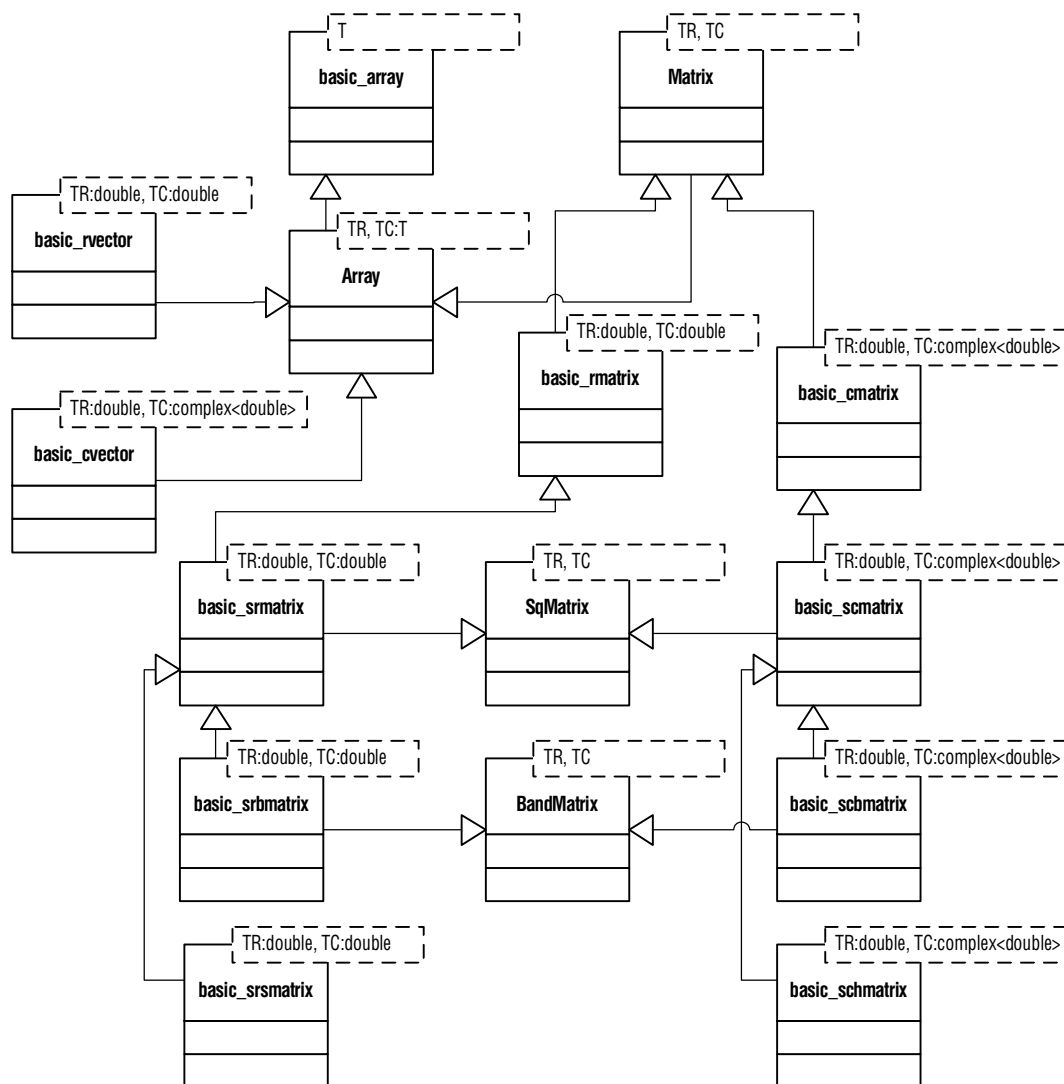 T
basic_array
TR, TC
Matrix
TR:double, TC:double
basic_rvector
TR, TC:T
Array
TR:double, TC:double
basic_rmatrix
TR:double, TC:complex<double>
basic_cmatrix
TR:double, TC:complex<double>
basic_cvector
TR:double, TC:double
basic_srmatrix
TR, TC
SqMatrix
TR:double, TC:complex<double>
basic_scmatrix
TR:double, TC:double
basic_srbmatrix
TR, TC
BandMatrix
TR:double, TC:complex<double>
basic_scbmatrix
TR:double, TC:double
basic_srsmatrix
TR:double, TC:complex<double>
basic_schmatrix